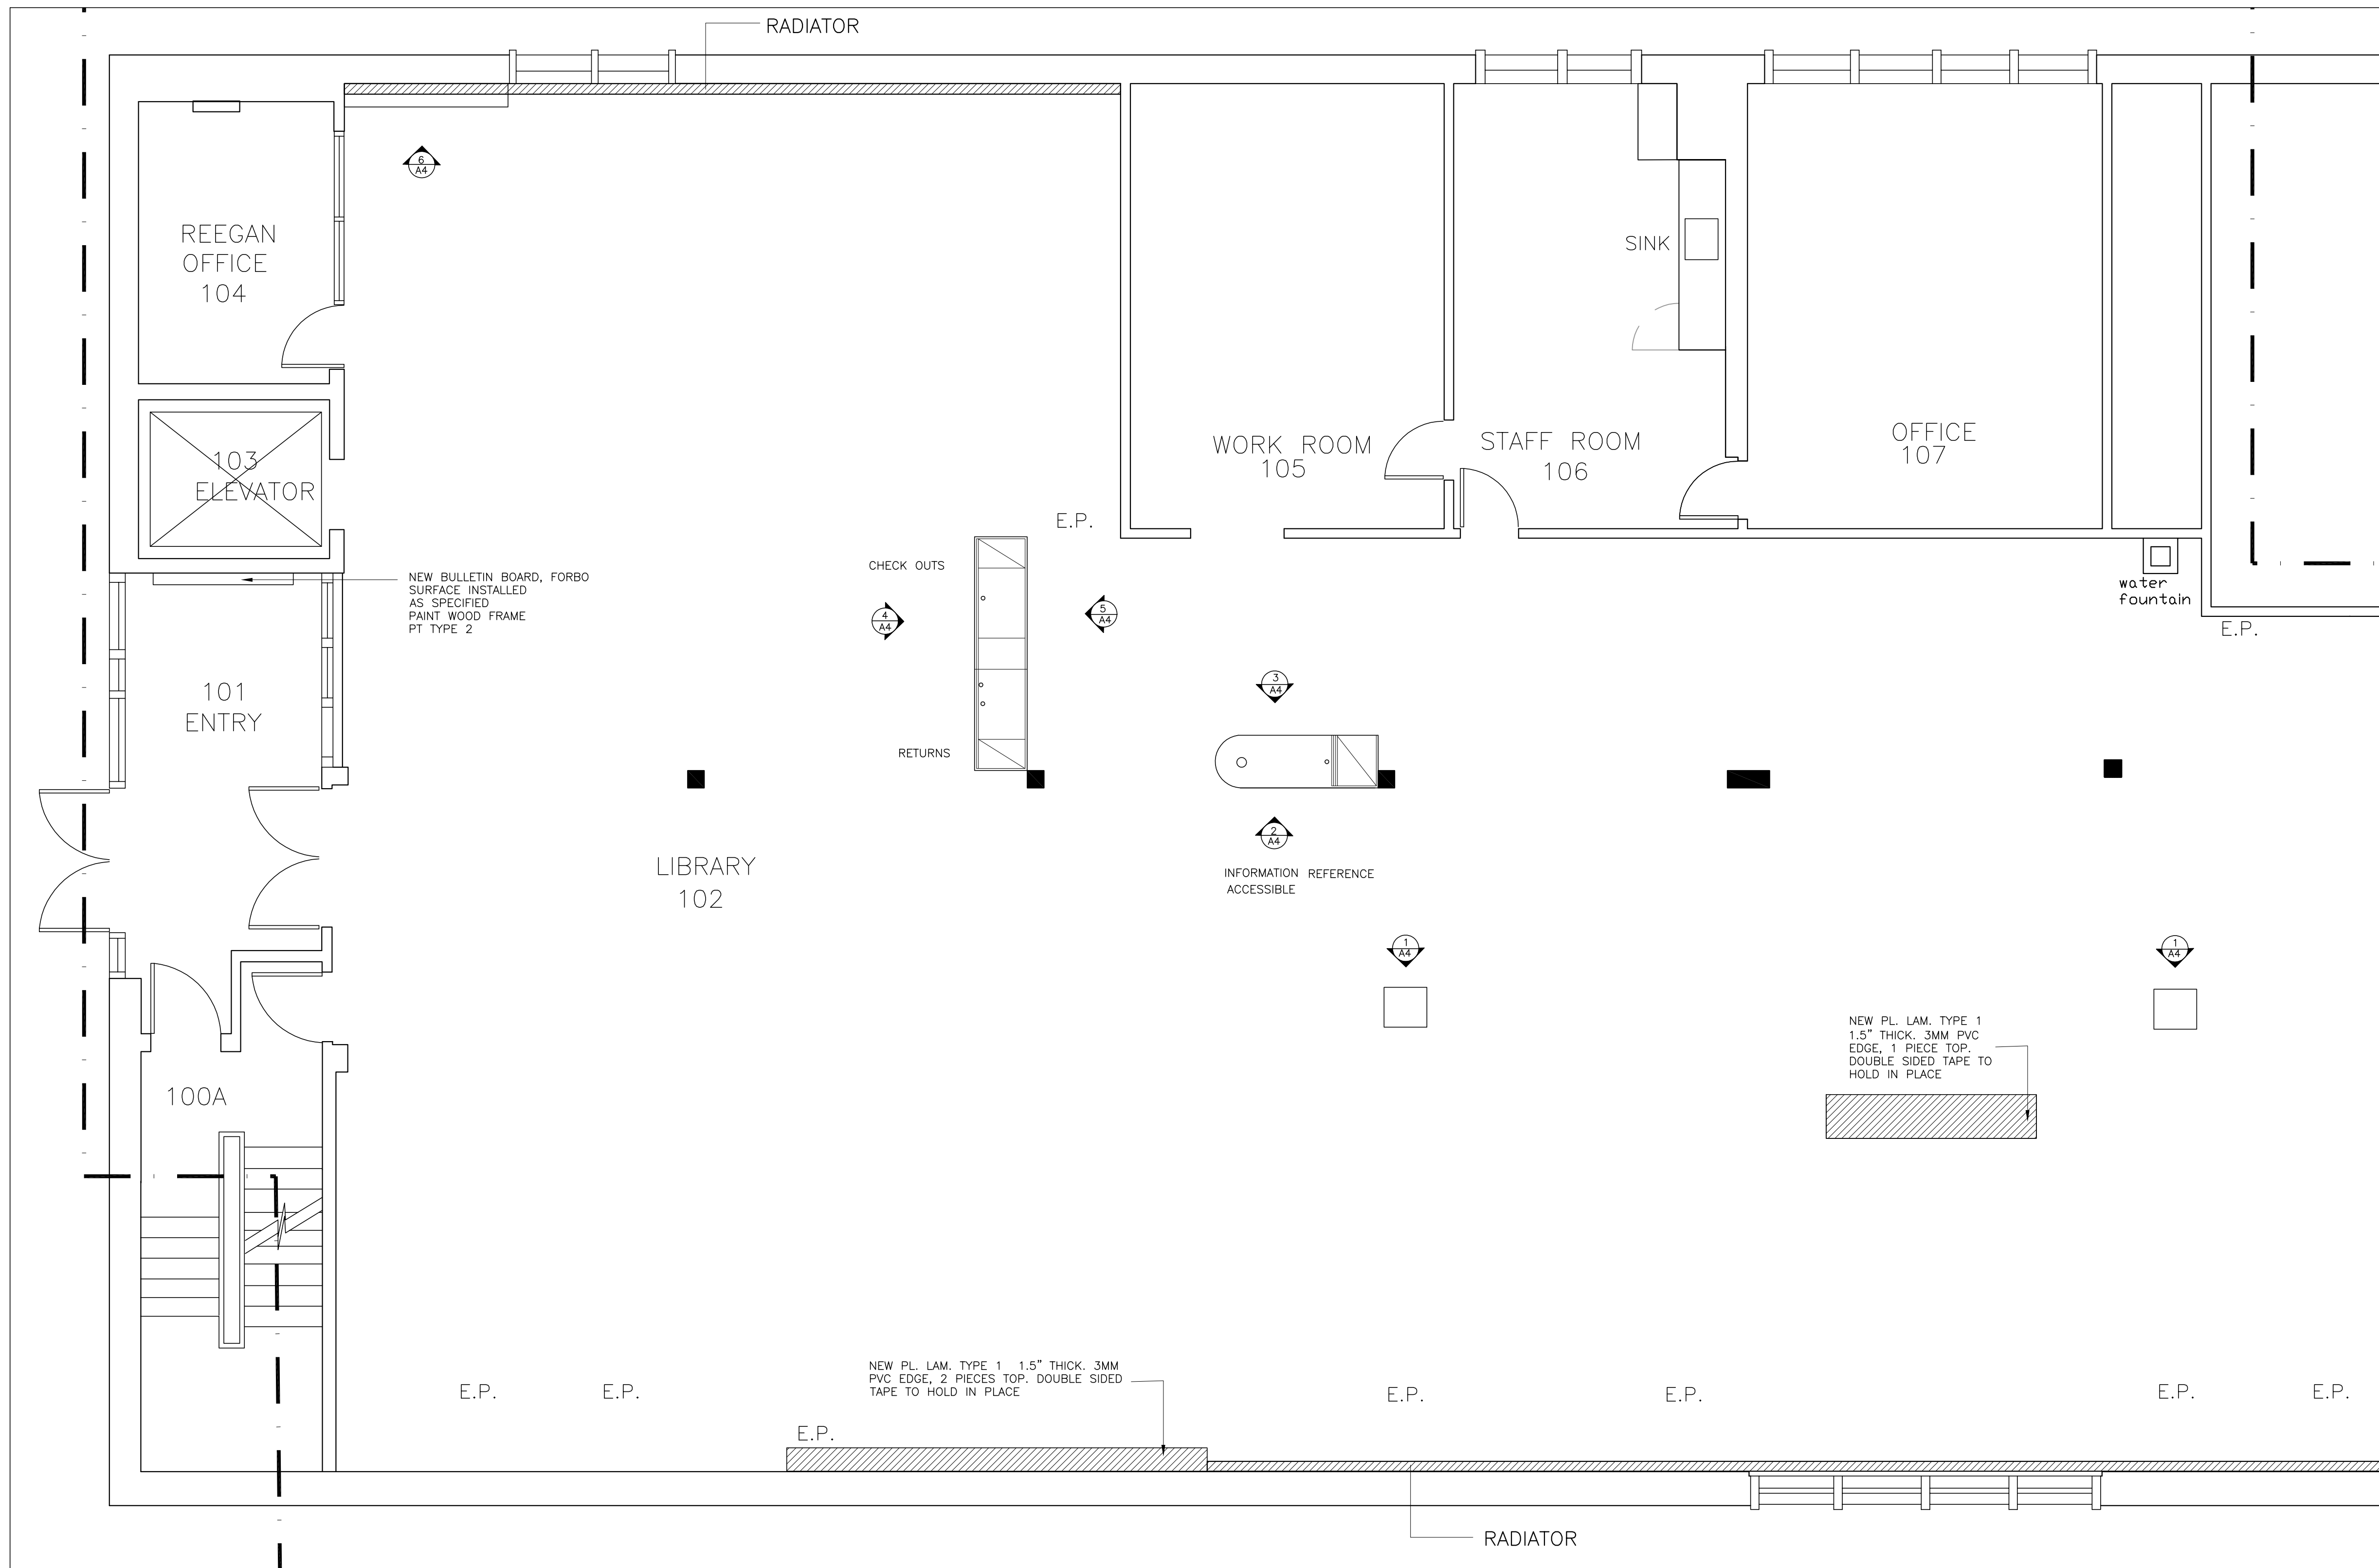 RADIATOR
6
A4
REEGAN
OFFICE
104
SINK
WORK ROOM
105
STAFF ROOM
106
OFFICE
107
103
ELEVATOR
E.P.
CHECK OUTS
NEW BULLETIN BOARD, FORBO
SURFACE INSTALLED
AS SPECIFIED
PAINT WOOD FRAME
PT TYPE 2
4
A4
5
A4
water
fountain
E.P.
101
ENTRY
3
A4
RETURNS
2
A4
LIBRARY
102
INFORMATION REFERENCE
ACCESSIBLE
1
A4
1
A4
NEW PL. LAM. TYPE 1
1.5" THICK. 3MM PVC
EDGE, 1 PIECE TOP.
DOUBLE SIDED TAPE TO
HOLD IN PLACE
100A
NEW PL. LAM. TYPE 1 1.5" THICK. 3MM
PVC EDGE, 2 PIECES TOP. DOUBLE SIDED
TAPE TO HOLD IN PLACE
E.P.
E.P.
E.P.
E.P.
E.P.
E.P.
E.P.
RADIATOR